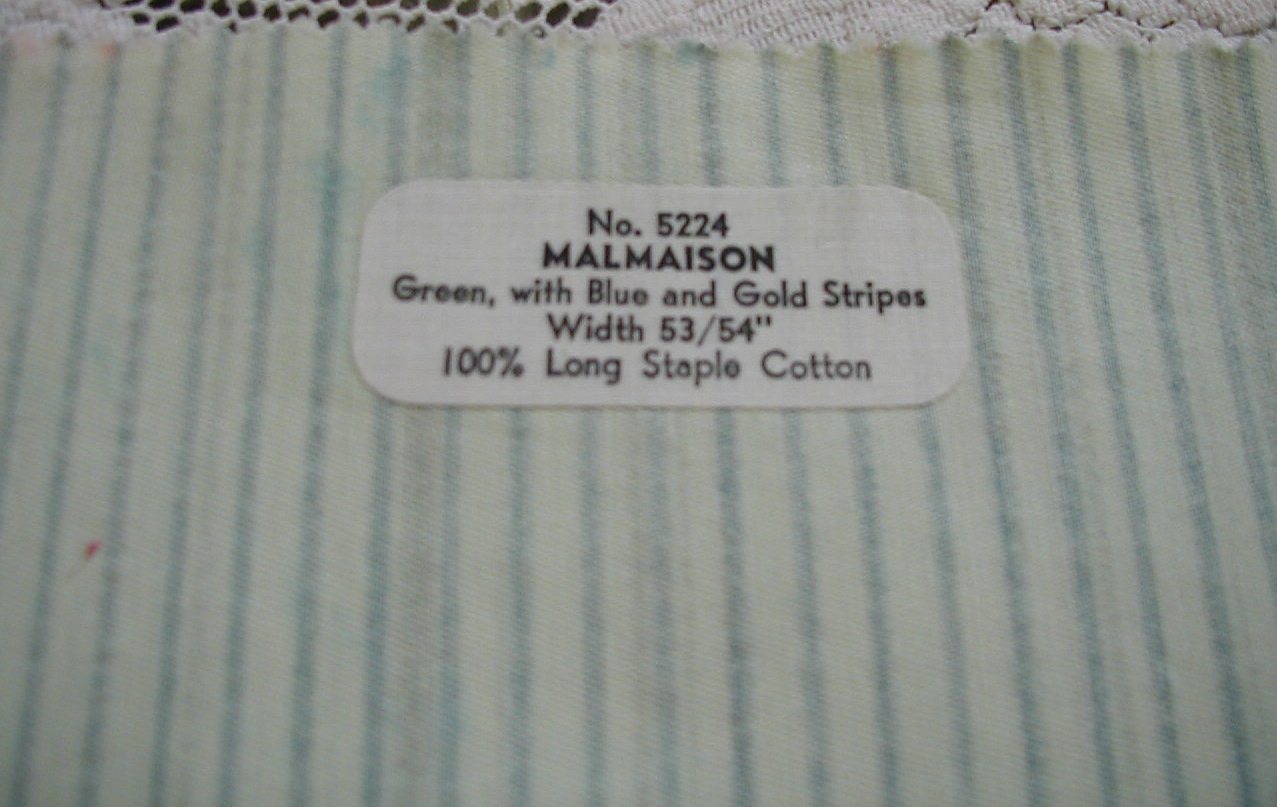 No. 5224
MALMAISON
Green, with Blue and Gold Stripes
Width 53/54"
100% Long Staple Cotton